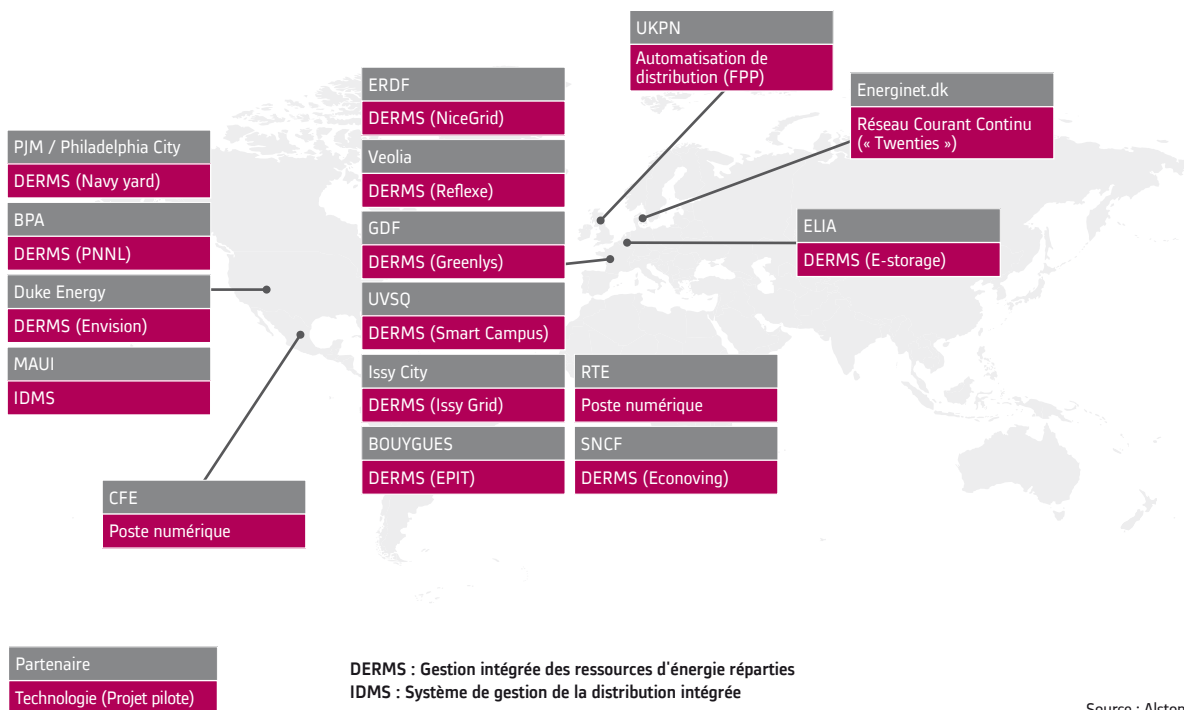 UKPN
Automatisation de
distribution (FPP)
Energinet.dk
Réseau Courant Continu
(« Twenties »)
ELIA
DERMS (E-storage)
PJM / Philadelphia City
DERMS (Navy yard)
BPA
DERMS (PNNL)
Duke Energy
DERMS (Envision)
MAUI
IDMS
ERDF
DERMS (NiceGrid)
Veolia
DERMS (Reflexe)
GDF
DERMS (Greenlys)
UVSQ
DERMS (Smart Campus)
Issy City
DERMS (Issy Grid)
BOUYGUES
DERMS (EPIT)
RTE
Poste numérique
SNCF
DERMS (Econoving)
CFE
Poste numérique
Partenaire
Technologie (Projet pilote)
DERMS : Gestion intégrée des ressources d'énergie réparties
IDMS : Système de gestion de la distribution intégrée
Source :